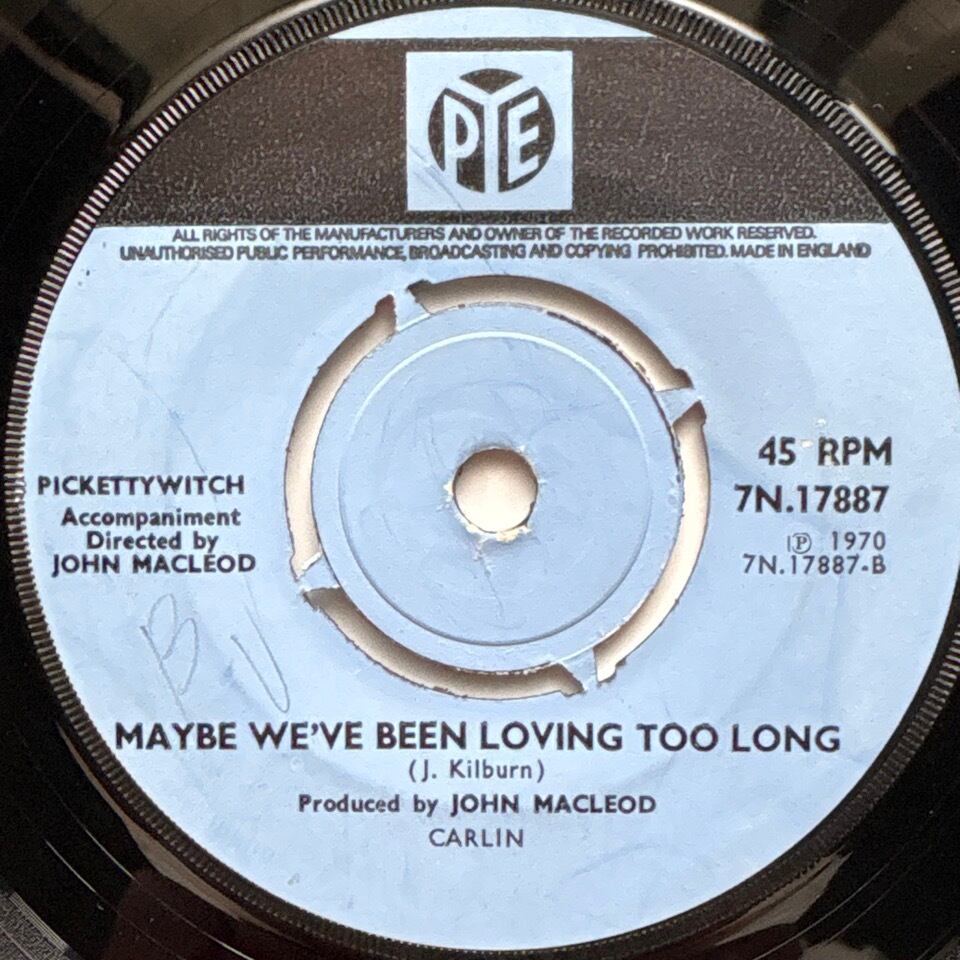 PYE
ALL RIGHTS OF THE MANUFACTURERS AND OWNER OF THE RECORDED WORK RESERVED.
UNAUTHORISED PUBLIC PERFORMANCE, BROADCASTING AND COPYING PROHIBITED. MADE IN ENGLAND
45 RPM
7N.17887
Ⓟ 1970
7N.17887-B
PICKETTYWITCH
Accompaniment
Directed by
JOHN MACLEOD
MAYBE WE'VE BEEN LOVING TOO LONG
(J. Kilburn)
Produced by JOHN MACLEOD
CARLIN